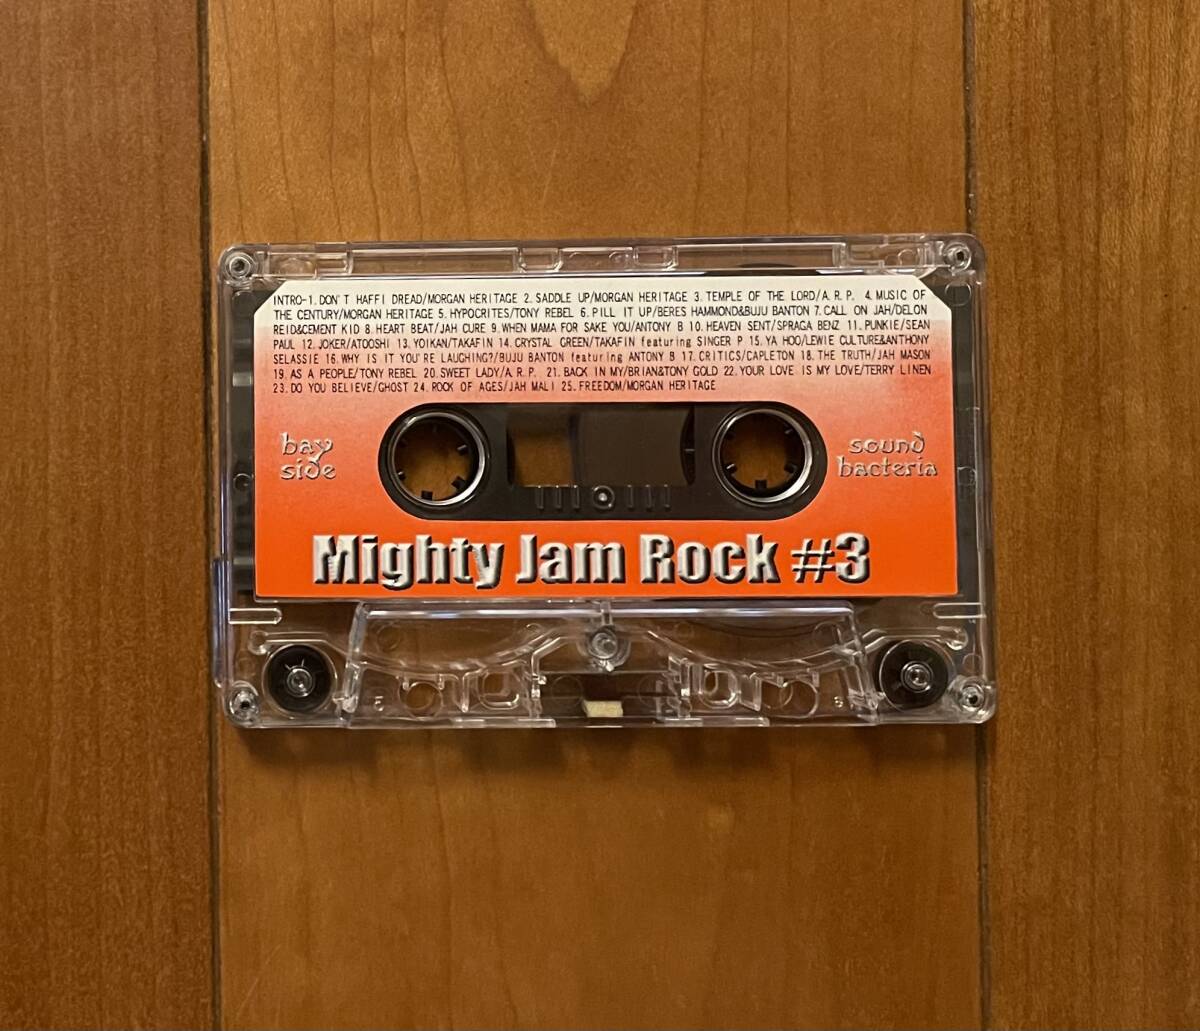 INTRO-1. DON'T HAFFI DREAD/MORGAN HERITAGE 2. SADDLE UP/MORGAN HERITAGE 3. TEMPLE OF THE LORD/A. R. P. 4. MUSIC OF
THE CENTURY/MORGAN HERITAGE 5. HYPOCRITES/TONY REBEL 6. PILL IT UP/BERES HAMMOND&BUJU BANTON 7. CALL ON JAH/DELON
REID&CEMENT KID 8. HEART BEAT/JAH CURE 9. WHEN MAMA FOR SAKE YOU/ANTONY B 10. HEAVEN SENT/SPRAGA BENZ 11. PUNKIE/SEAN
PAUL 12. JOKER/ATOOSHI 13. YOIKAN/TAKAFIN 14. CRYSTAL GREEN/TAKAFIN featuring SINGER P 15. YA HOO/LEWIE CULTURE&ANTHONY
SELASSIE 16. WHY IS IT YOU'RE LAUGHING?/BUJU BANTON featuring ANTONY B 17. CRITICS/CAPLETON 18. THE TRUTH/JAH MASON
19. AS A PEOPLE/TONY REBEL 20. SWEET LADY/A. R. P. 21. BACK IN MY/BRIAN&TONY GOLD 22. YOUR LOVE IS MY LOVE/TERRY LINEN
23. DO YOU BELIEVE/GHOST 24. ROCK OF AGES/JAH MALI 25. FREEDOM/MORGAN HERITAGE
bay
side
sound
bacteria
Mighty Jam Rock #3